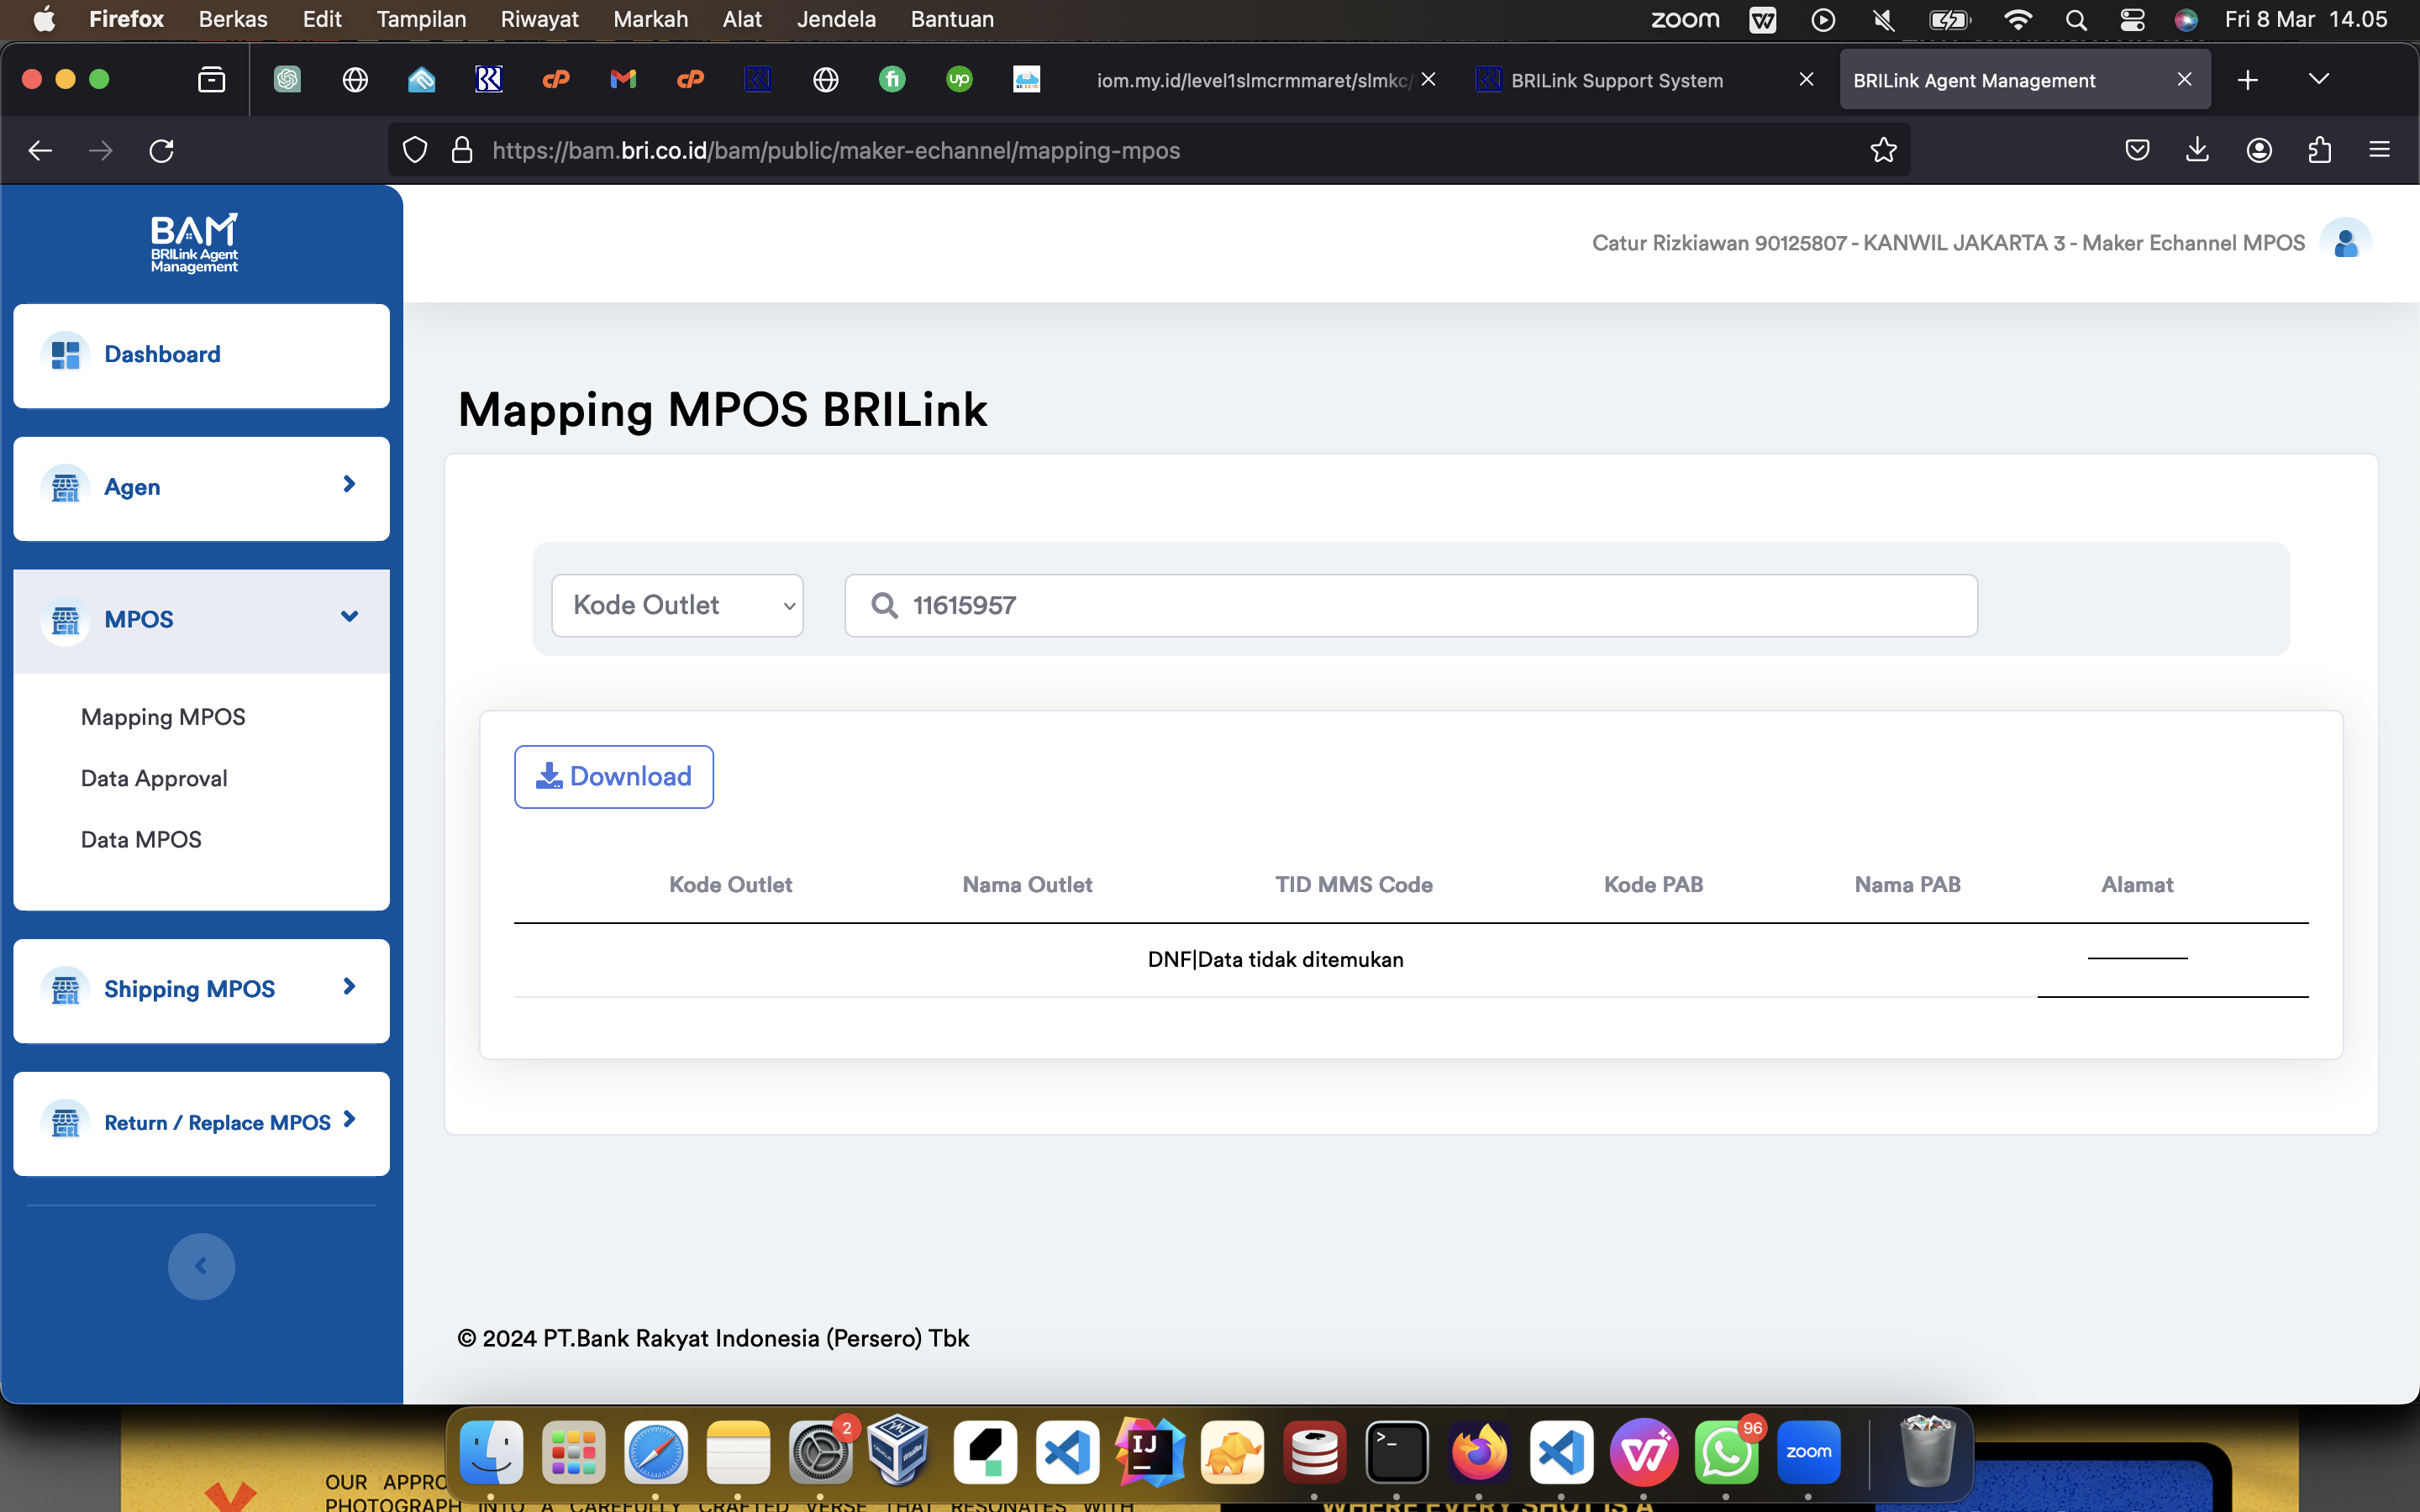 Firefox Berkas Edit Tampilan Riwayat Markah Alat Jendela Bantuan zoom Fri 8 Mar 14.05
iom.my.id/level1slmcrmmaret/slmkc/ BRILink Support System BRILink Agent Management
https://bam.bri.co.id/bam/public/maker-echannel/mapping-mpos
BAM
BRILink Agent
Management
Catur Rizkiawan 90125807 - KANWIL JAKARTA 3 - Maker Echannel MPOS
Dashboard
Agen
MPOS
Mapping MPOS
Data Approval
Data MPOS
Shipping MPOS
Return / Replace MPOS
Mapping MPOS BRILink
Kode Outlet 11615957
Download
Kode Outlet Nama Outlet TID MMS Code Kode PAB Nama PAB Alamat
DNF|Data tidak ditemukan
© 2024 PT.Bank Rakyat Indonesia (Persero) Tbk
2
96
IJ
zoom
OUR APPRO
PHOTOGRAPH INTO A CAREFULLY CRAFTED VERSE THAT RESONATES WITH
WHERE EVERY SHOT IS A